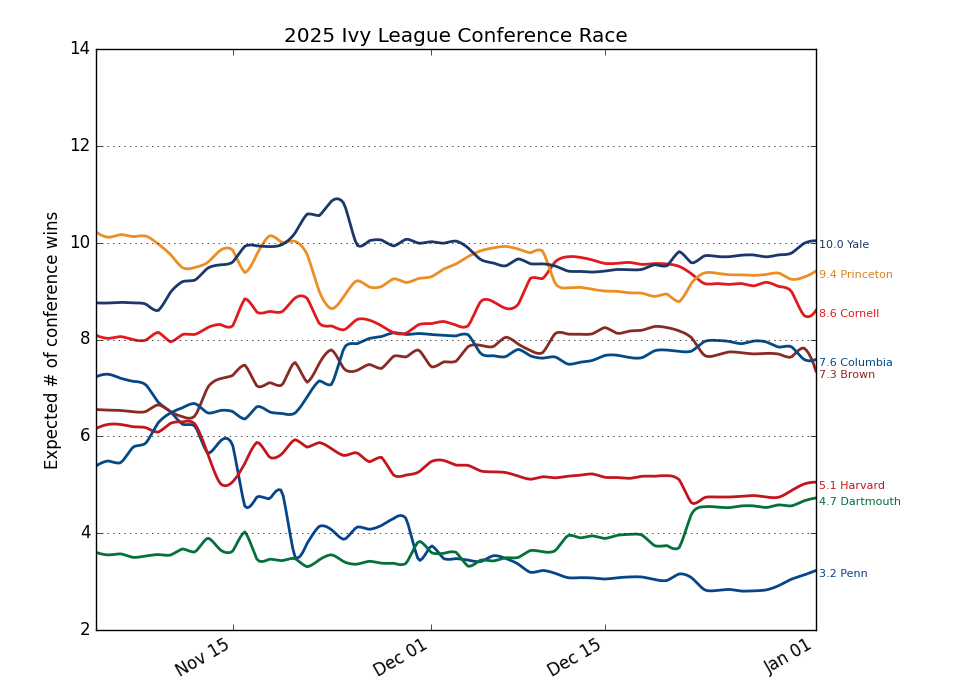 2025 Ivy League Conference Race
Expected # of conference wins
14
12
10
8
6
4
2
10.0 Yale
9.4 Princeton
8.6 Cornell
7.6 Columbia
7.3 Brown
5.1 Harvard
4.7 Dartmouth
3.2 Penn
Nov 15
Dec 01
Dec 15
Jan 01